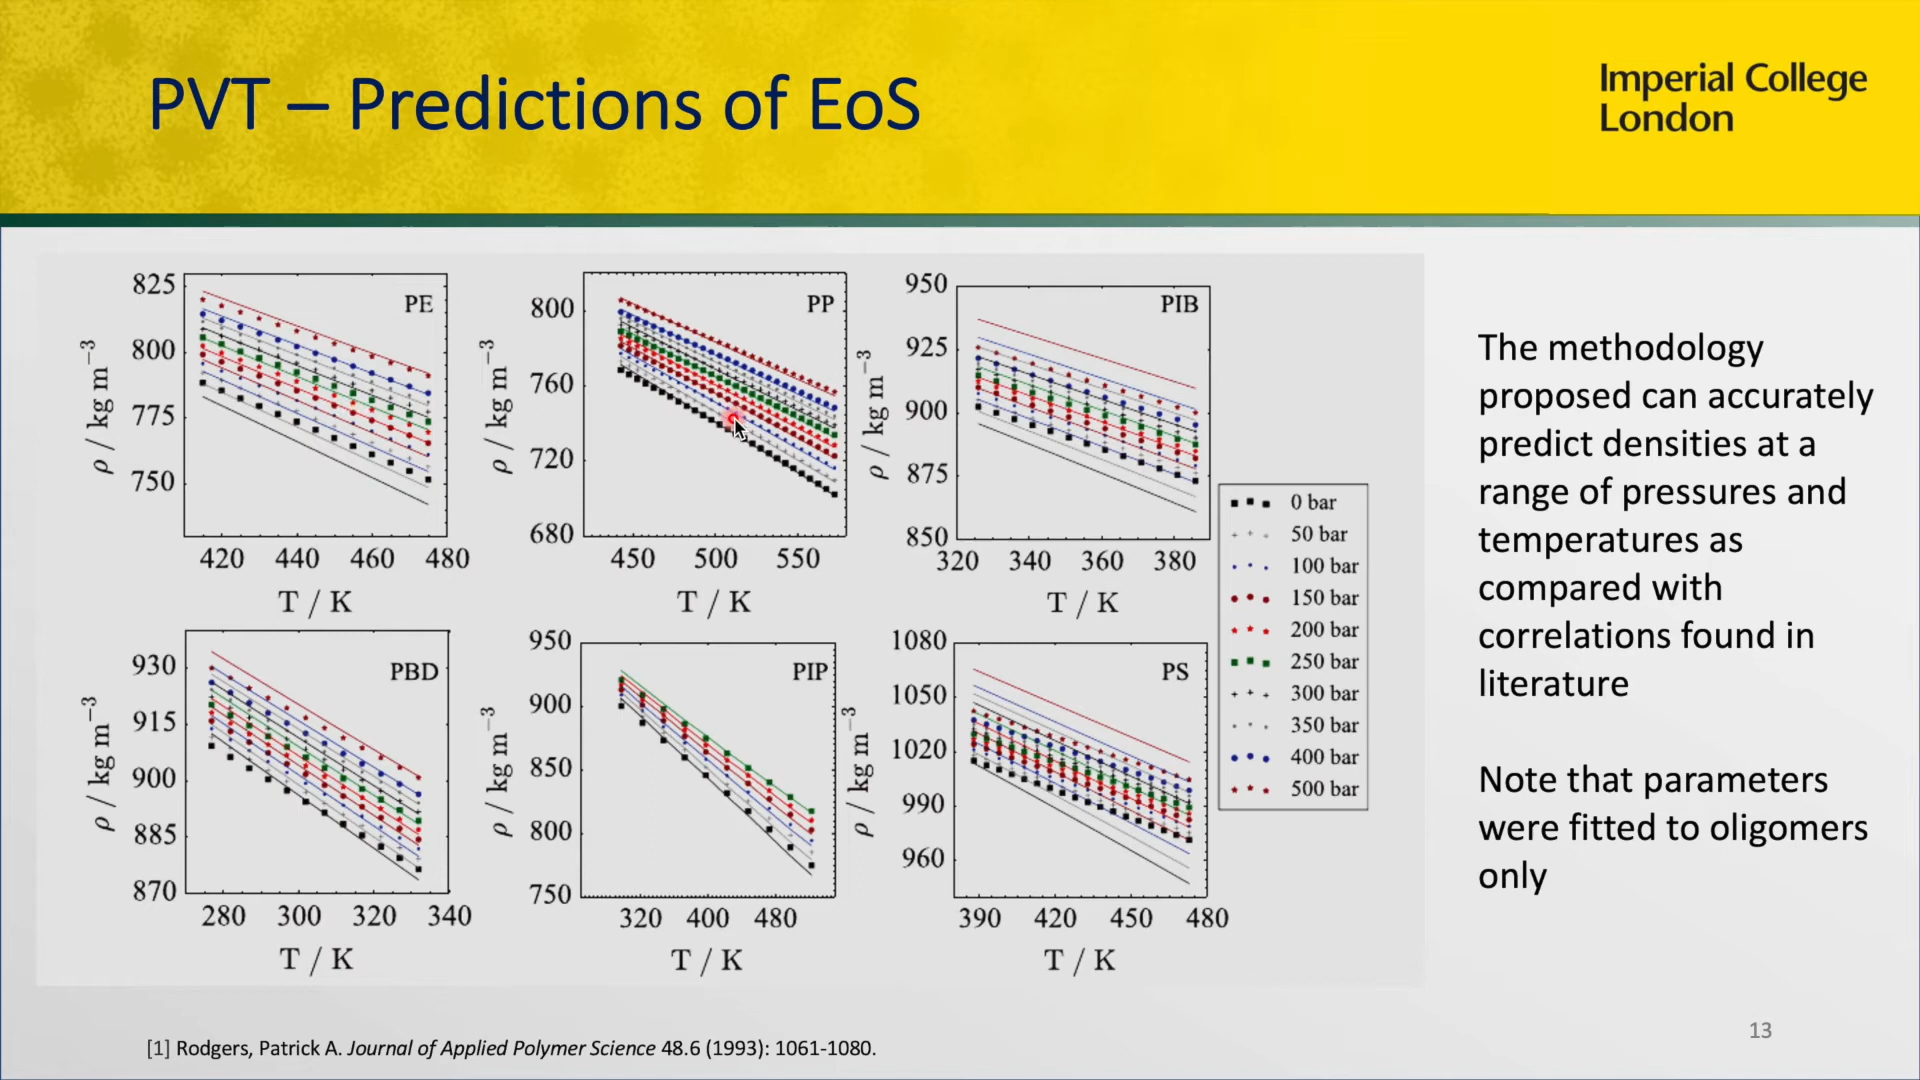 PVT – Predictions of EoS
Imperial College
London
825
800
775
750
ρ / kg m⁻³
PE
420 440 460 480
T / K
800
760
720
680
ρ / kg m⁻³
PP
450 500 550
T / K
950
925
900
875
850
ρ / kg m⁻³
PIB
320 340 360 380
T / K
930
915
900
885
870
ρ / kg m⁻³
PBD
280 300 320 340
T / K
950
900
850
800
750
ρ / kg m⁻³
PIP
320 400 480
T / K
1080
1050
1020
990
960
ρ / kg m⁻³
PS
390 420 450 480
T / K
0 bar
50 bar
100 bar
150 bar
200 bar
250 bar
300 bar
350 bar
400 bar
500 bar
The methodology
proposed can accurately
predict densities at a
range of pressures and
temperatures as
compared with
correlations found in
literature
Note that parameters
were fitted to oligomers
only
[1] Rodgers, Patrick A. Journal of Applied Polymer Science 48.6 (1993): 1061-1080.
13